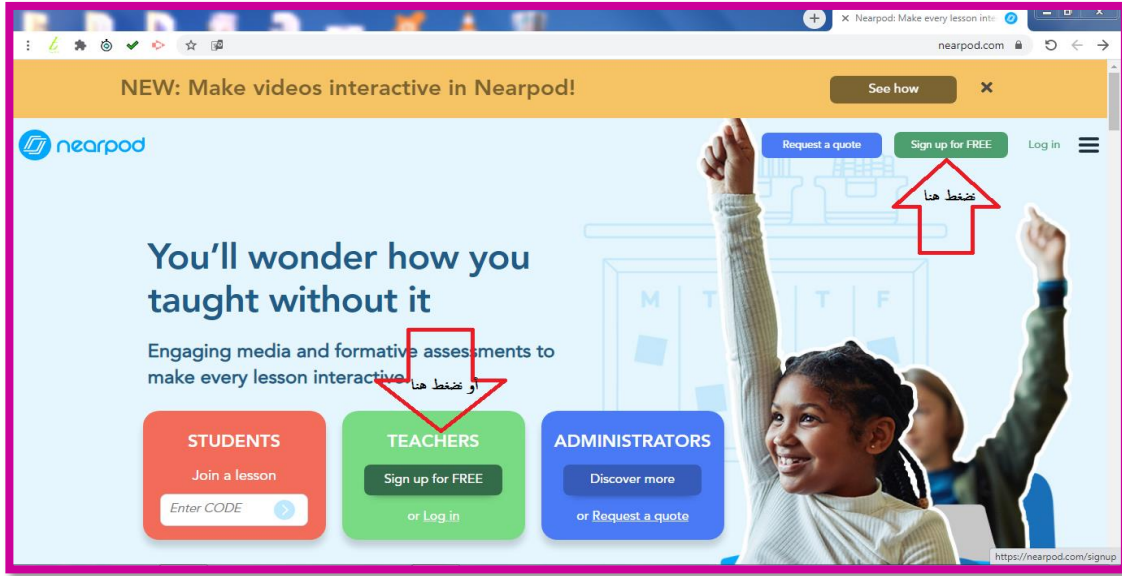 Nearpod: Make every lesson inte
nearpod.com
NEW: Make videos interactive in Nearpod!
See how
nearpod
Request a quote
Sign up for FREE
Log in
نضغط هنا
You'll wonder how you
taught without it
M T T F
Engaging media and formative assessments to
make every lesson interactive
أو نضغط هنا
STUDENTS
Join a lesson
Enter CODE
TEACHERS
Sign up for FREE
or Log in
ADMINISTRATORS
Discover more
or Request a quote
https://nearpod.com/signup